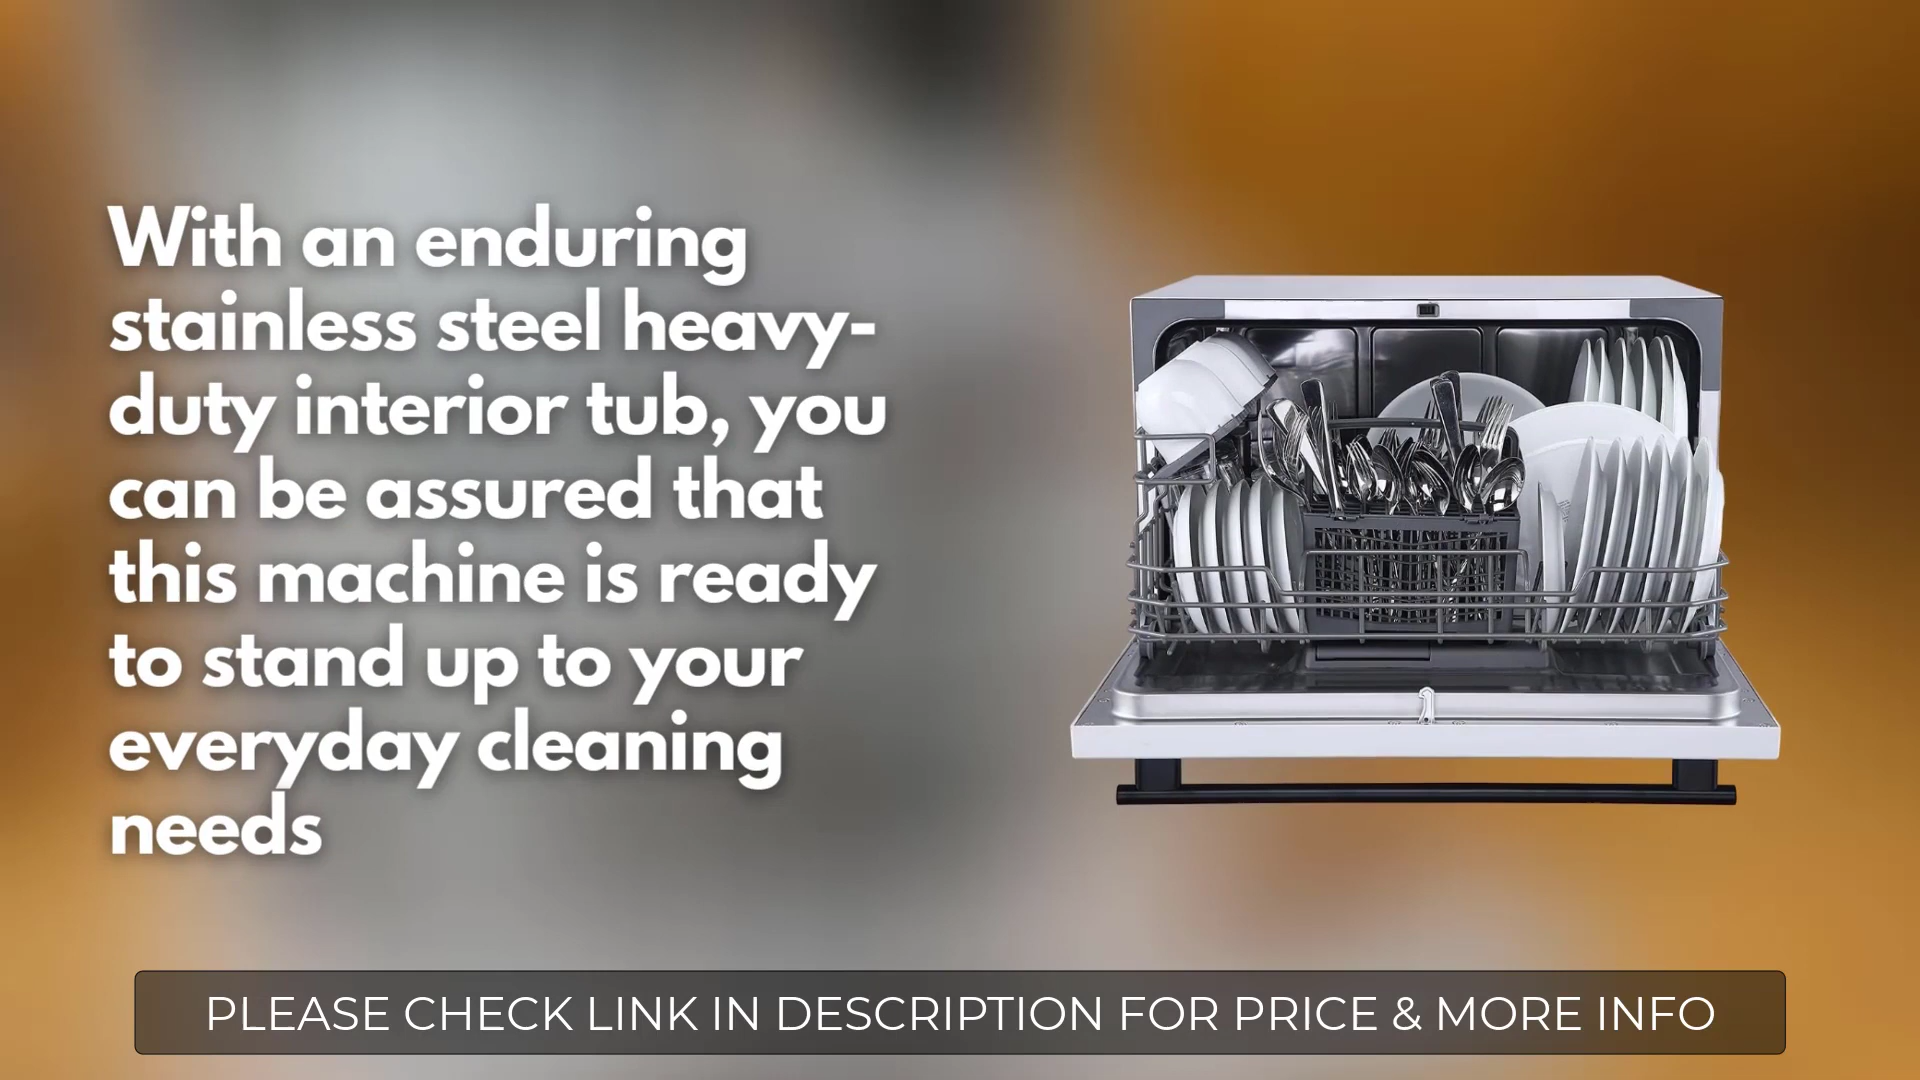 With an enduring
stainless steel heavy-
duty interior tub, you
can be assured that
this machine is ready
to stand up to your
everyday cleaning
needs
PLEASE CHECK LINK IN DESCRIPTION FOR PRICE & MORE INFO